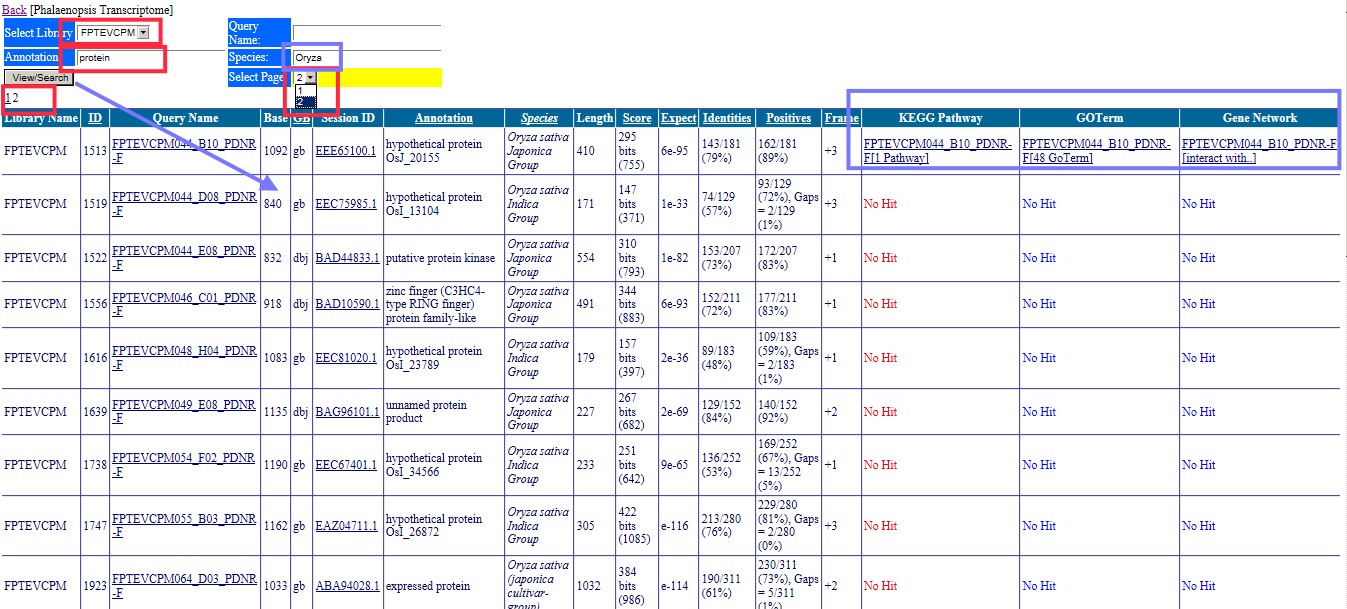 Back [Phalaenopsis Transcriptome]
Select Library FPTEVCPM Query Name:
Annotation protein Species: Oryza
View/Search Select Page 2
1
2
12
Library Name ID Query Name Base GB Session ID Annotation Species Length Score Expect Identities Positives Frame KEGG Pathway GOTerm Gene Network
FPTEVCPM 1513 FPTEVCPM044_B10_PDNR-F 1092 gb EEE65100.1 hypothetical protein OsJ_20155 Oryza sativa Japonica Group 410 295 bits (755) 6e-95 143/181 (79%) 162/181 (89%) +3 FPTEVCPM044_B10_PDNR-F[1 Pathway] FPTEVCPM044_B10_PDNR-F[48 GoTerm] FPTEVCPM044_B10_PDNR-F [interact with..]
FPTEVCPM 1519 FPTEVCPM044_D08_PDNR-F 840 gb EEC75985.1 hypothetical protein OsI_13104 Oryza sativa Indica Group 171 147 bits (371) 1e-33 74/129 (57%) 93/129 (72%), Gaps = 2/129 (1%) +3 No Hit No Hit No Hit
FPTEVCPM 1522 FPTEVCPM044_E08_PDNR-F 832 dbj BAD44833.1 putative protein kinase Oryza sativa Japonica Group 554 310 bits (793) 1e-82 153/207 (73%) 172/207 (83%) +1 No Hit No Hit No Hit
FPTEVCPM 1556 FPTEVCPM046_C01_PDNR-F 918 dbj BAD10590.1 zinc finger (C3HC4-type RING finger) protein family-like Oryza sativa Japonica Group 491 344 bits (883) 6e-93 152/211 (72%) 177/211 (83%) +1 No Hit No Hit No Hit
FPTEVCPM 1616 FPTEVCPM048_H04_PDNR-F 1083 gb EEC81020.1 hypothetical protein OsI_23789 Oryza sativa Indica Group 179 157 bits (397) 2e-36 89/183 (48%) 109/183 (59%), Gaps = 2/183 (1%) +1 No Hit No Hit No Hit
FPTEVCPM 1639 FPTEVCPM049_E08_PDNR-F 1135 dbj BAG96101.1 unnamed protein product Oryza sativa Japonica Group 227 267 bits (682) 2e-69 129/152 (84%) 140/152 (92%) +2 No Hit No Hit No Hit
FPTEVCPM 1738 FPTEVCPM054_F02_PDNR-F 1190 gb EEC67401.1 hypothetical protein OsI_34566 Oryza sativa Indica Group 233 251 bits (642) 9e-65 136/252 (53%) 169/252 (67%), Gaps = 13/252 (5%) +1 No Hit No Hit No Hit
FPTEVCPM 1747 FPTEVCPM055_B03_PDNR-F 1162 gb EAZ04711.1 hypothetical protein OsI_26872 Oryza sativa Indica Group 305 422 bits (1085) e-116 213/280 (76%) 229/280 (81%), Gaps = 2/280 (0%) +3 No Hit No Hit No Hit
FPTEVCPM 1923 FPTEVCPM064_D03_PDNR-F 1033 gb ABA94028.1 expressed protein Oryza sativa (japonica cultivar-group) 1032 384 bits (986) e-114 190/311 (61%) 230/311 (73%), Gaps = 5/311 (1%) +2 No Hit No Hit No Hit